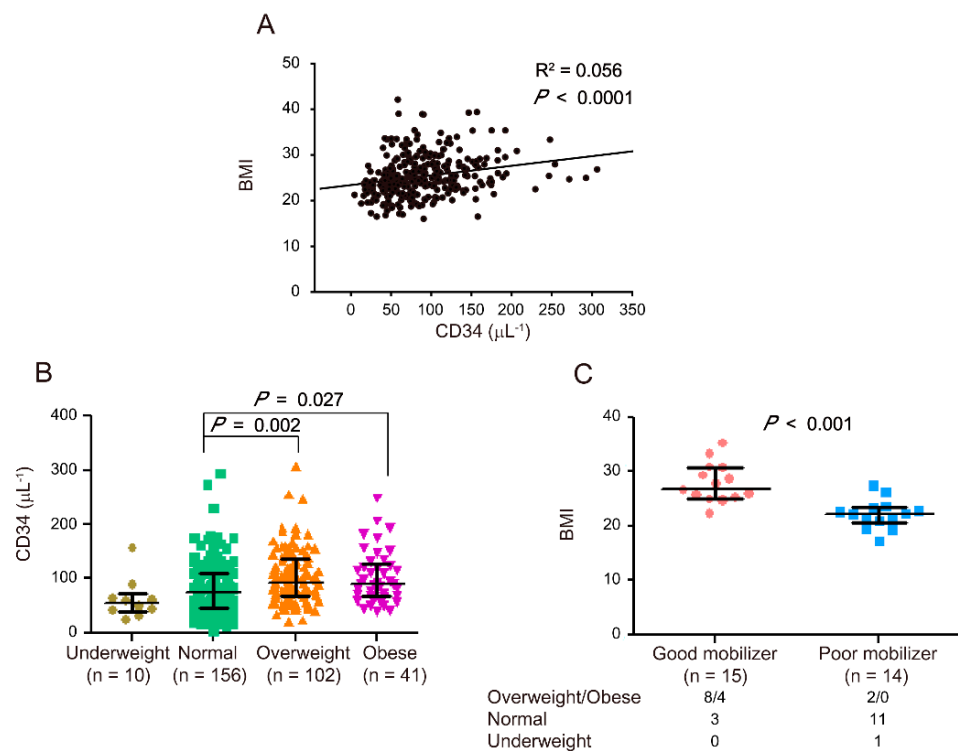 A
R² = 0.056
P < 0.0001
50
40
30
20
10
0
BMI
0 50 100 150 200 250 300 350
CD34 (μL⁻¹)
B
P = 0.027
P = 0.002
400
300
200
100
0
CD34 (μL⁻¹)
Underweight Normal Overweight Obese
(n = 10) (n = 156) (n = 102) (n = 41)
C
P < 0.001
40
30
20
10
0
BMI
Good mobilizer Poor mobilizer
(n = 15) (n = 14)
Overweight/Obese 8/4 2/0
Normal 3 11
Underweight 0 1